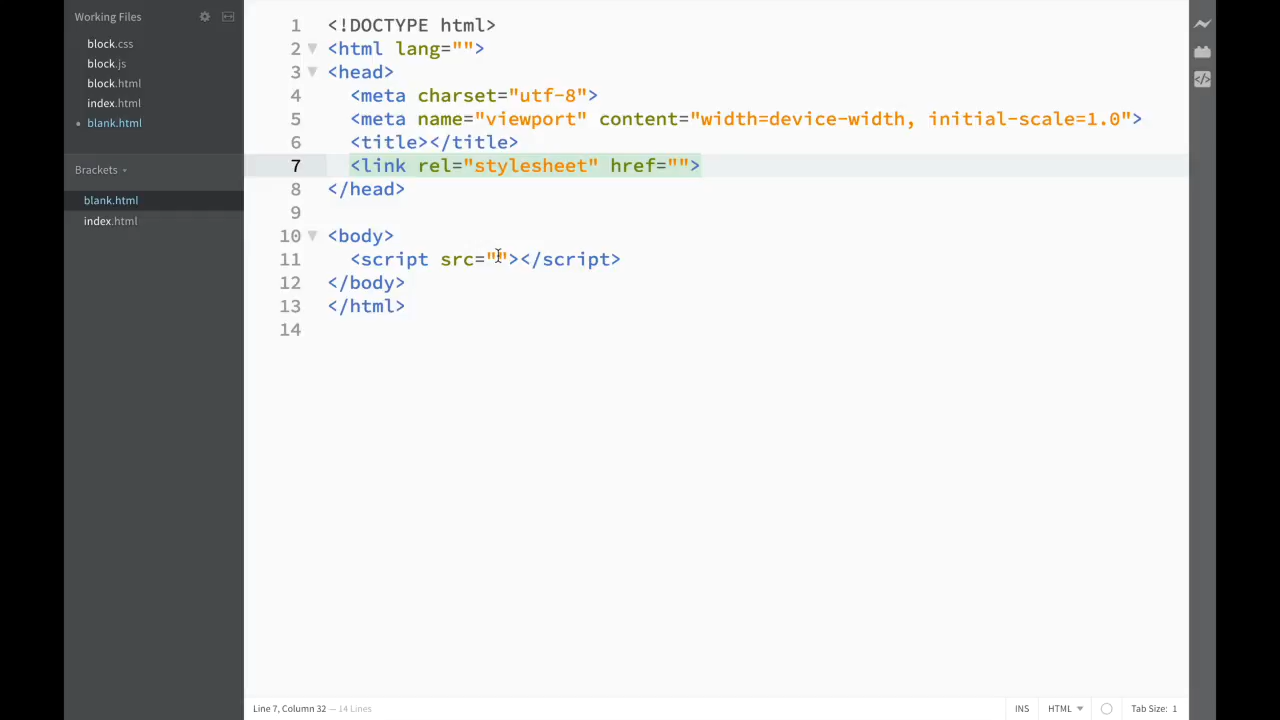 Working Files
block.css
block.js
block.html
index.html
blank.html
Brackets
blank.html
index.html
1 <!DOCTYPE html>
2 <html lang="">
3 <head>
4 <meta charset="utf-8">
5 <meta name="viewport" content="width=device-width, initial-scale=1.0">
6 <title></title>
7 <link rel="stylesheet" href="">
8 </head>
9
10 <body>
11 <script src=""></script>
12 </body>
13 </html>
14
Line 7, Column 32 — 14 Lines
INS HTML Tab Size: 1